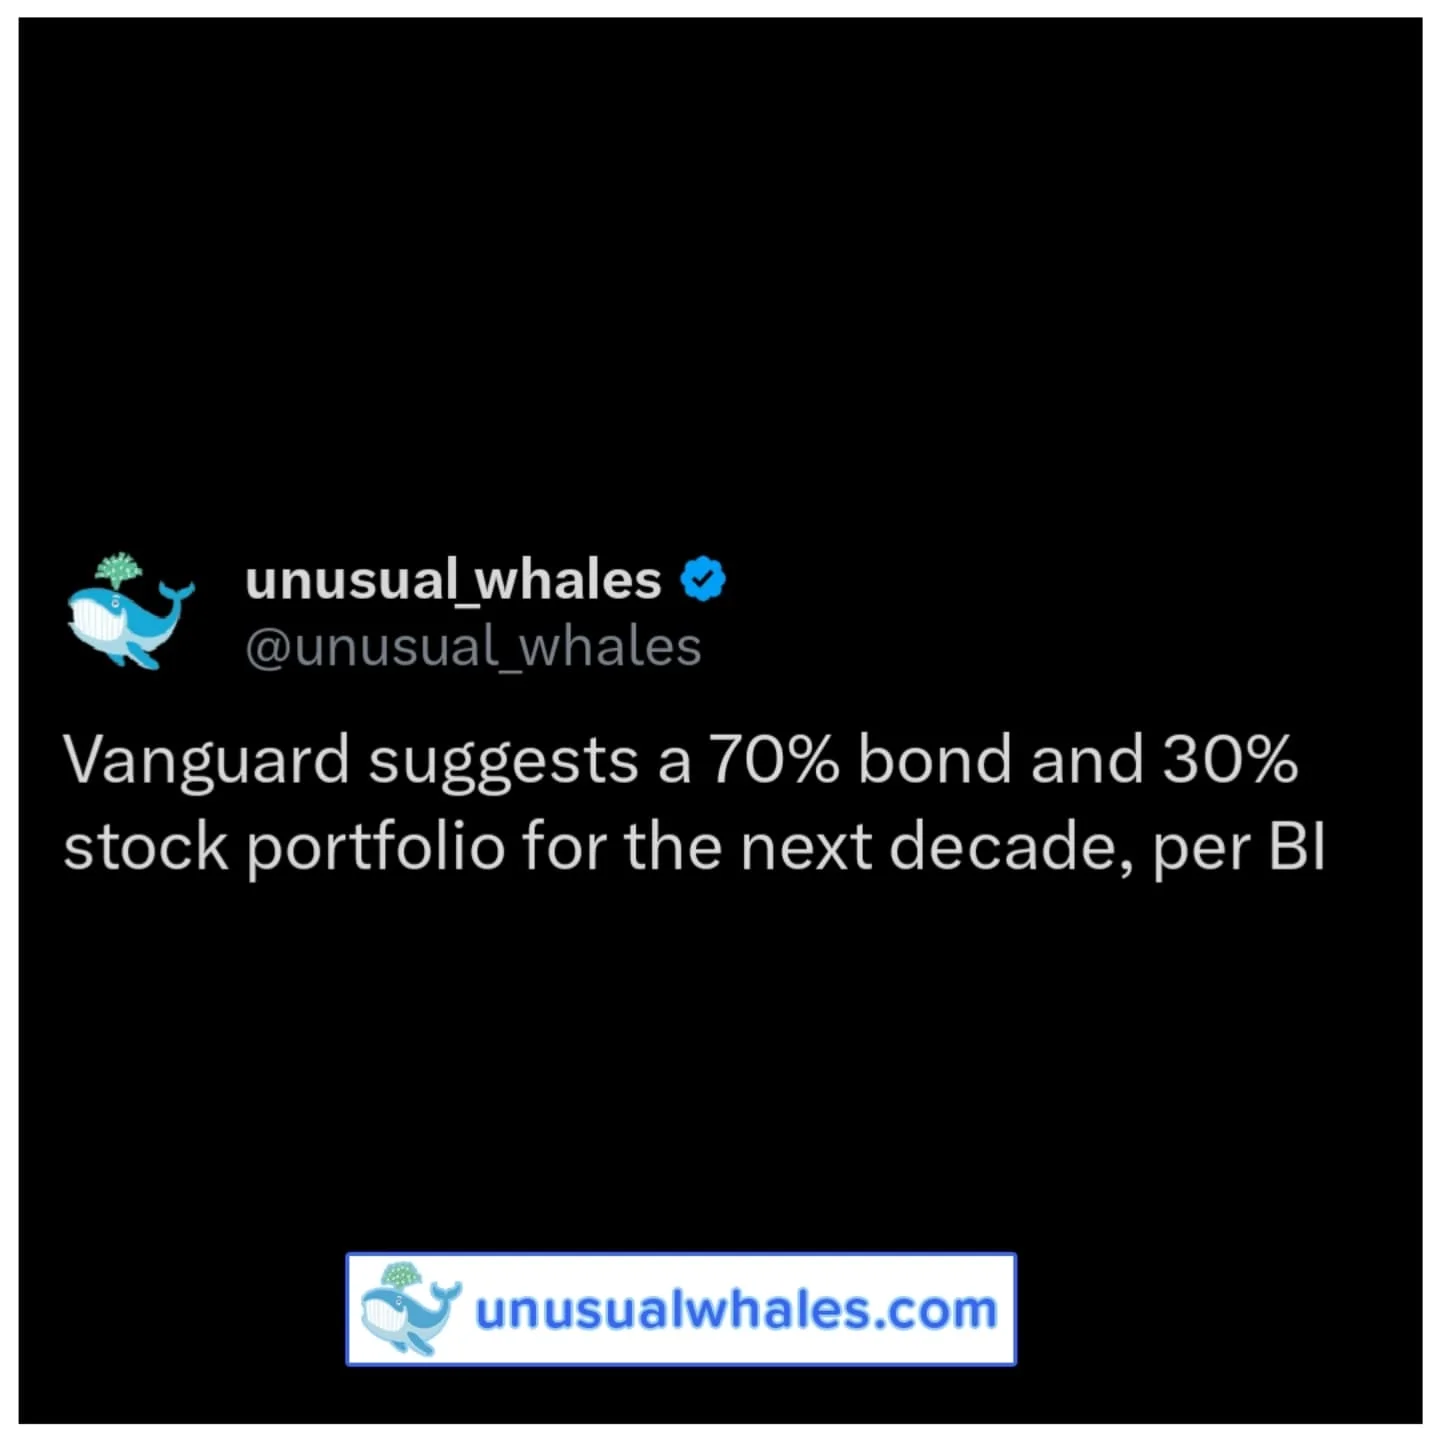 unusual_whales
@unusual_whales
Vanguard suggests a 70% bond and 30%
stock portfolio for the next decade, per BI
unusualwhales.com